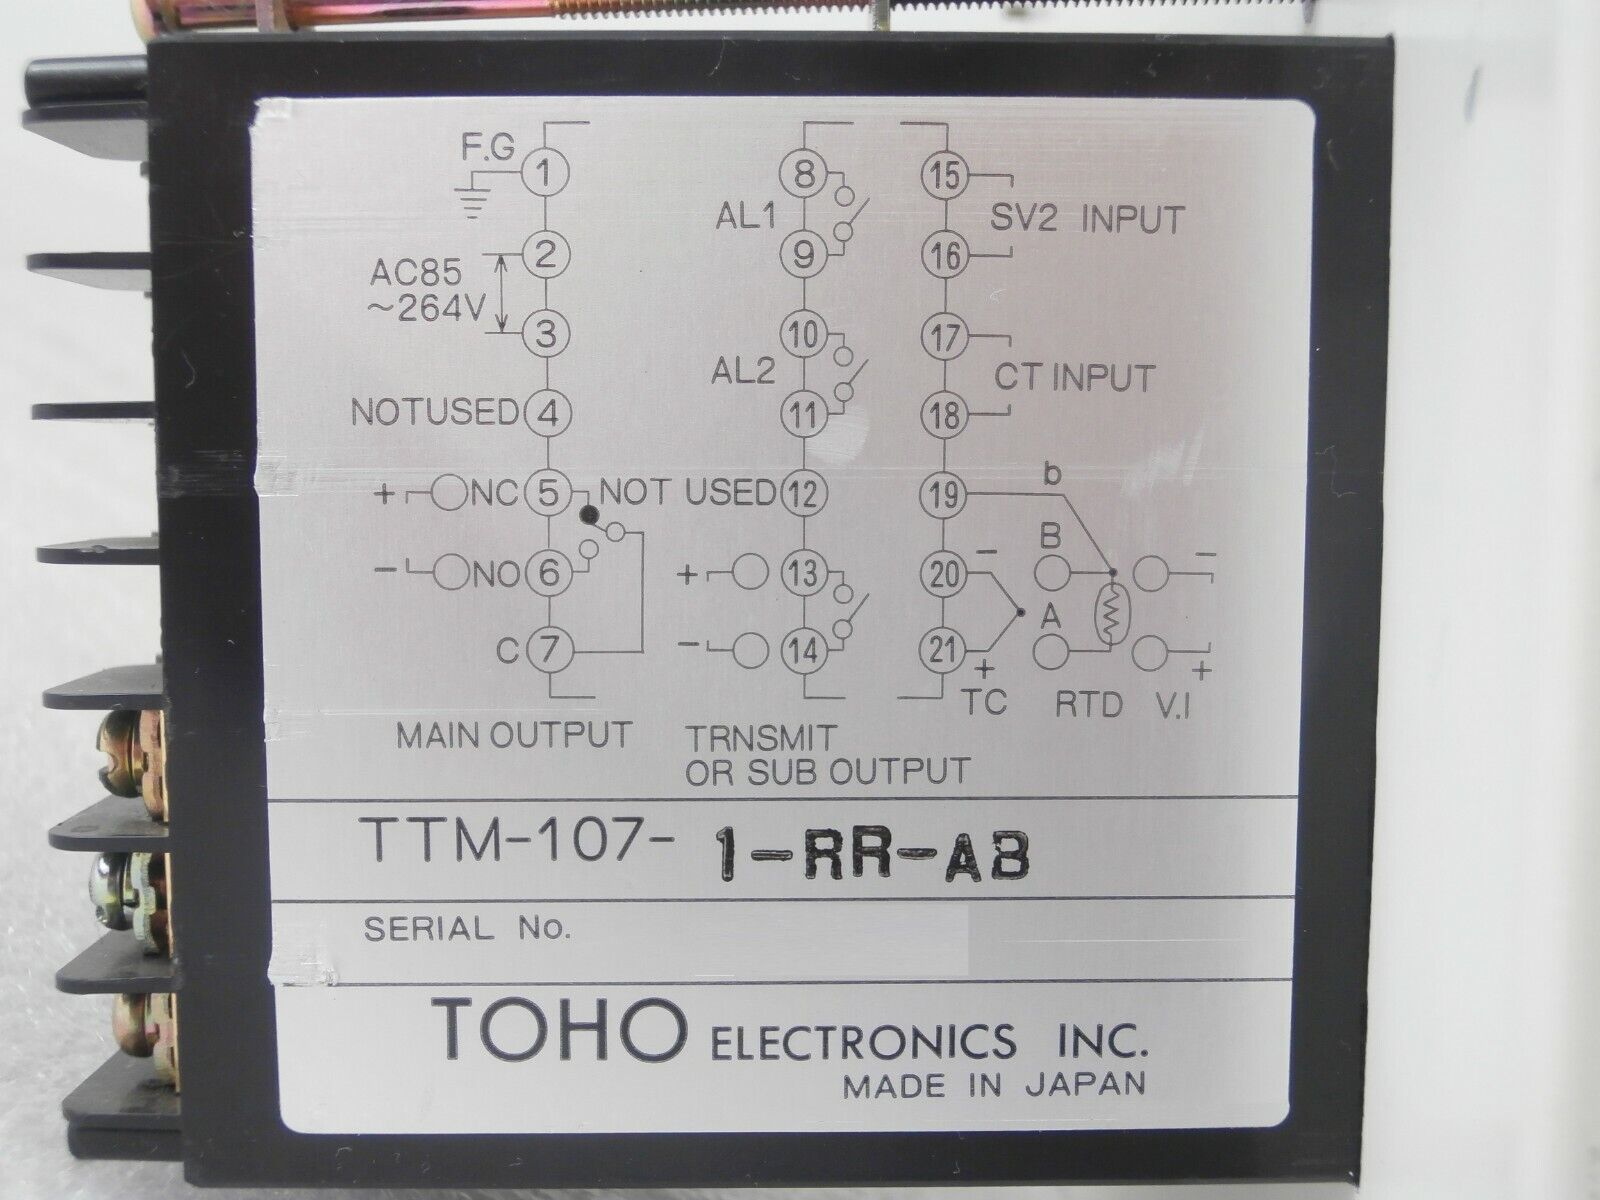 F.G 1
2
AC85
~264V
3
NOTUSED 4
+ NC 5
- NO 6
C 7
MAIN OUTPUT
8
AL1
9
10
AL2
11
NOT USED 12
+ 13
- 14
TRNSMIT
OR SUB OUTPUT
15
SV2 INPUT
16
17
CT INPUT
18
19 b
20 - B -
21 + A +
TC RTD V.I
TTM-107- 1-RR-AB
SERIAL No.
TOHO ELECTRONICS INC.
MADE IN JAPAN